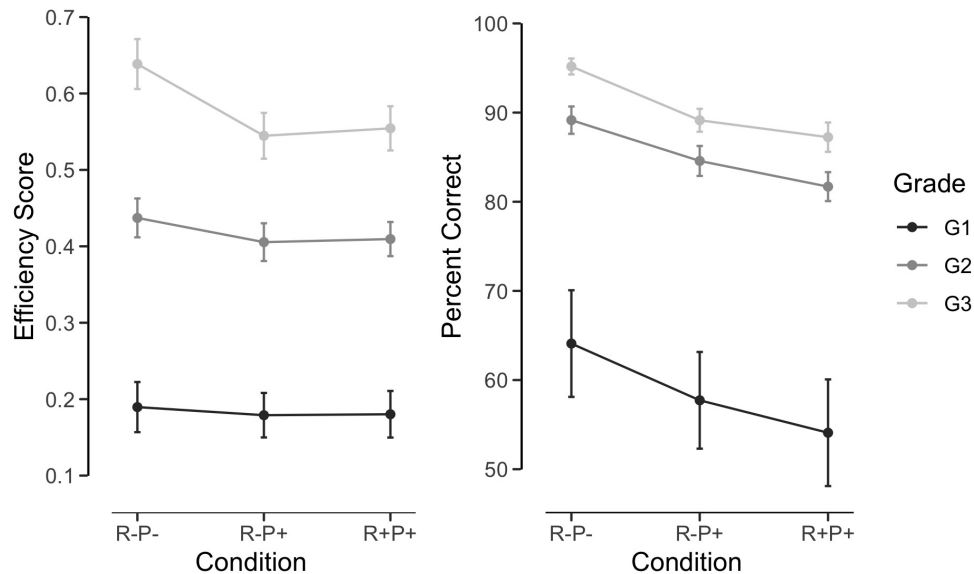 0.7
0.6
0.5
0.4
0.3
0.2
0.1
Efficiency Score
R-P-
R-P+
R+P+
Condition
100
90
80
70
60
50
Percent Correct
R-P-
R-P+
R+P+
Condition
Grade
G1
G2
G3